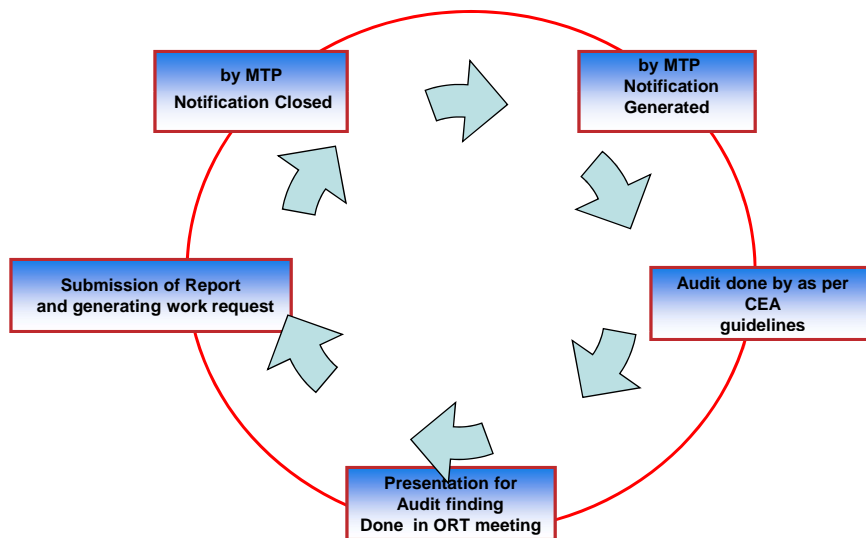 by MTP
Notification Closed
by MTP
Notification
Generated
Submission of Report
and generating work request
Audit done by as per
CEA
guidelines
Presentation for
Audit finding
Done in ORT meeting